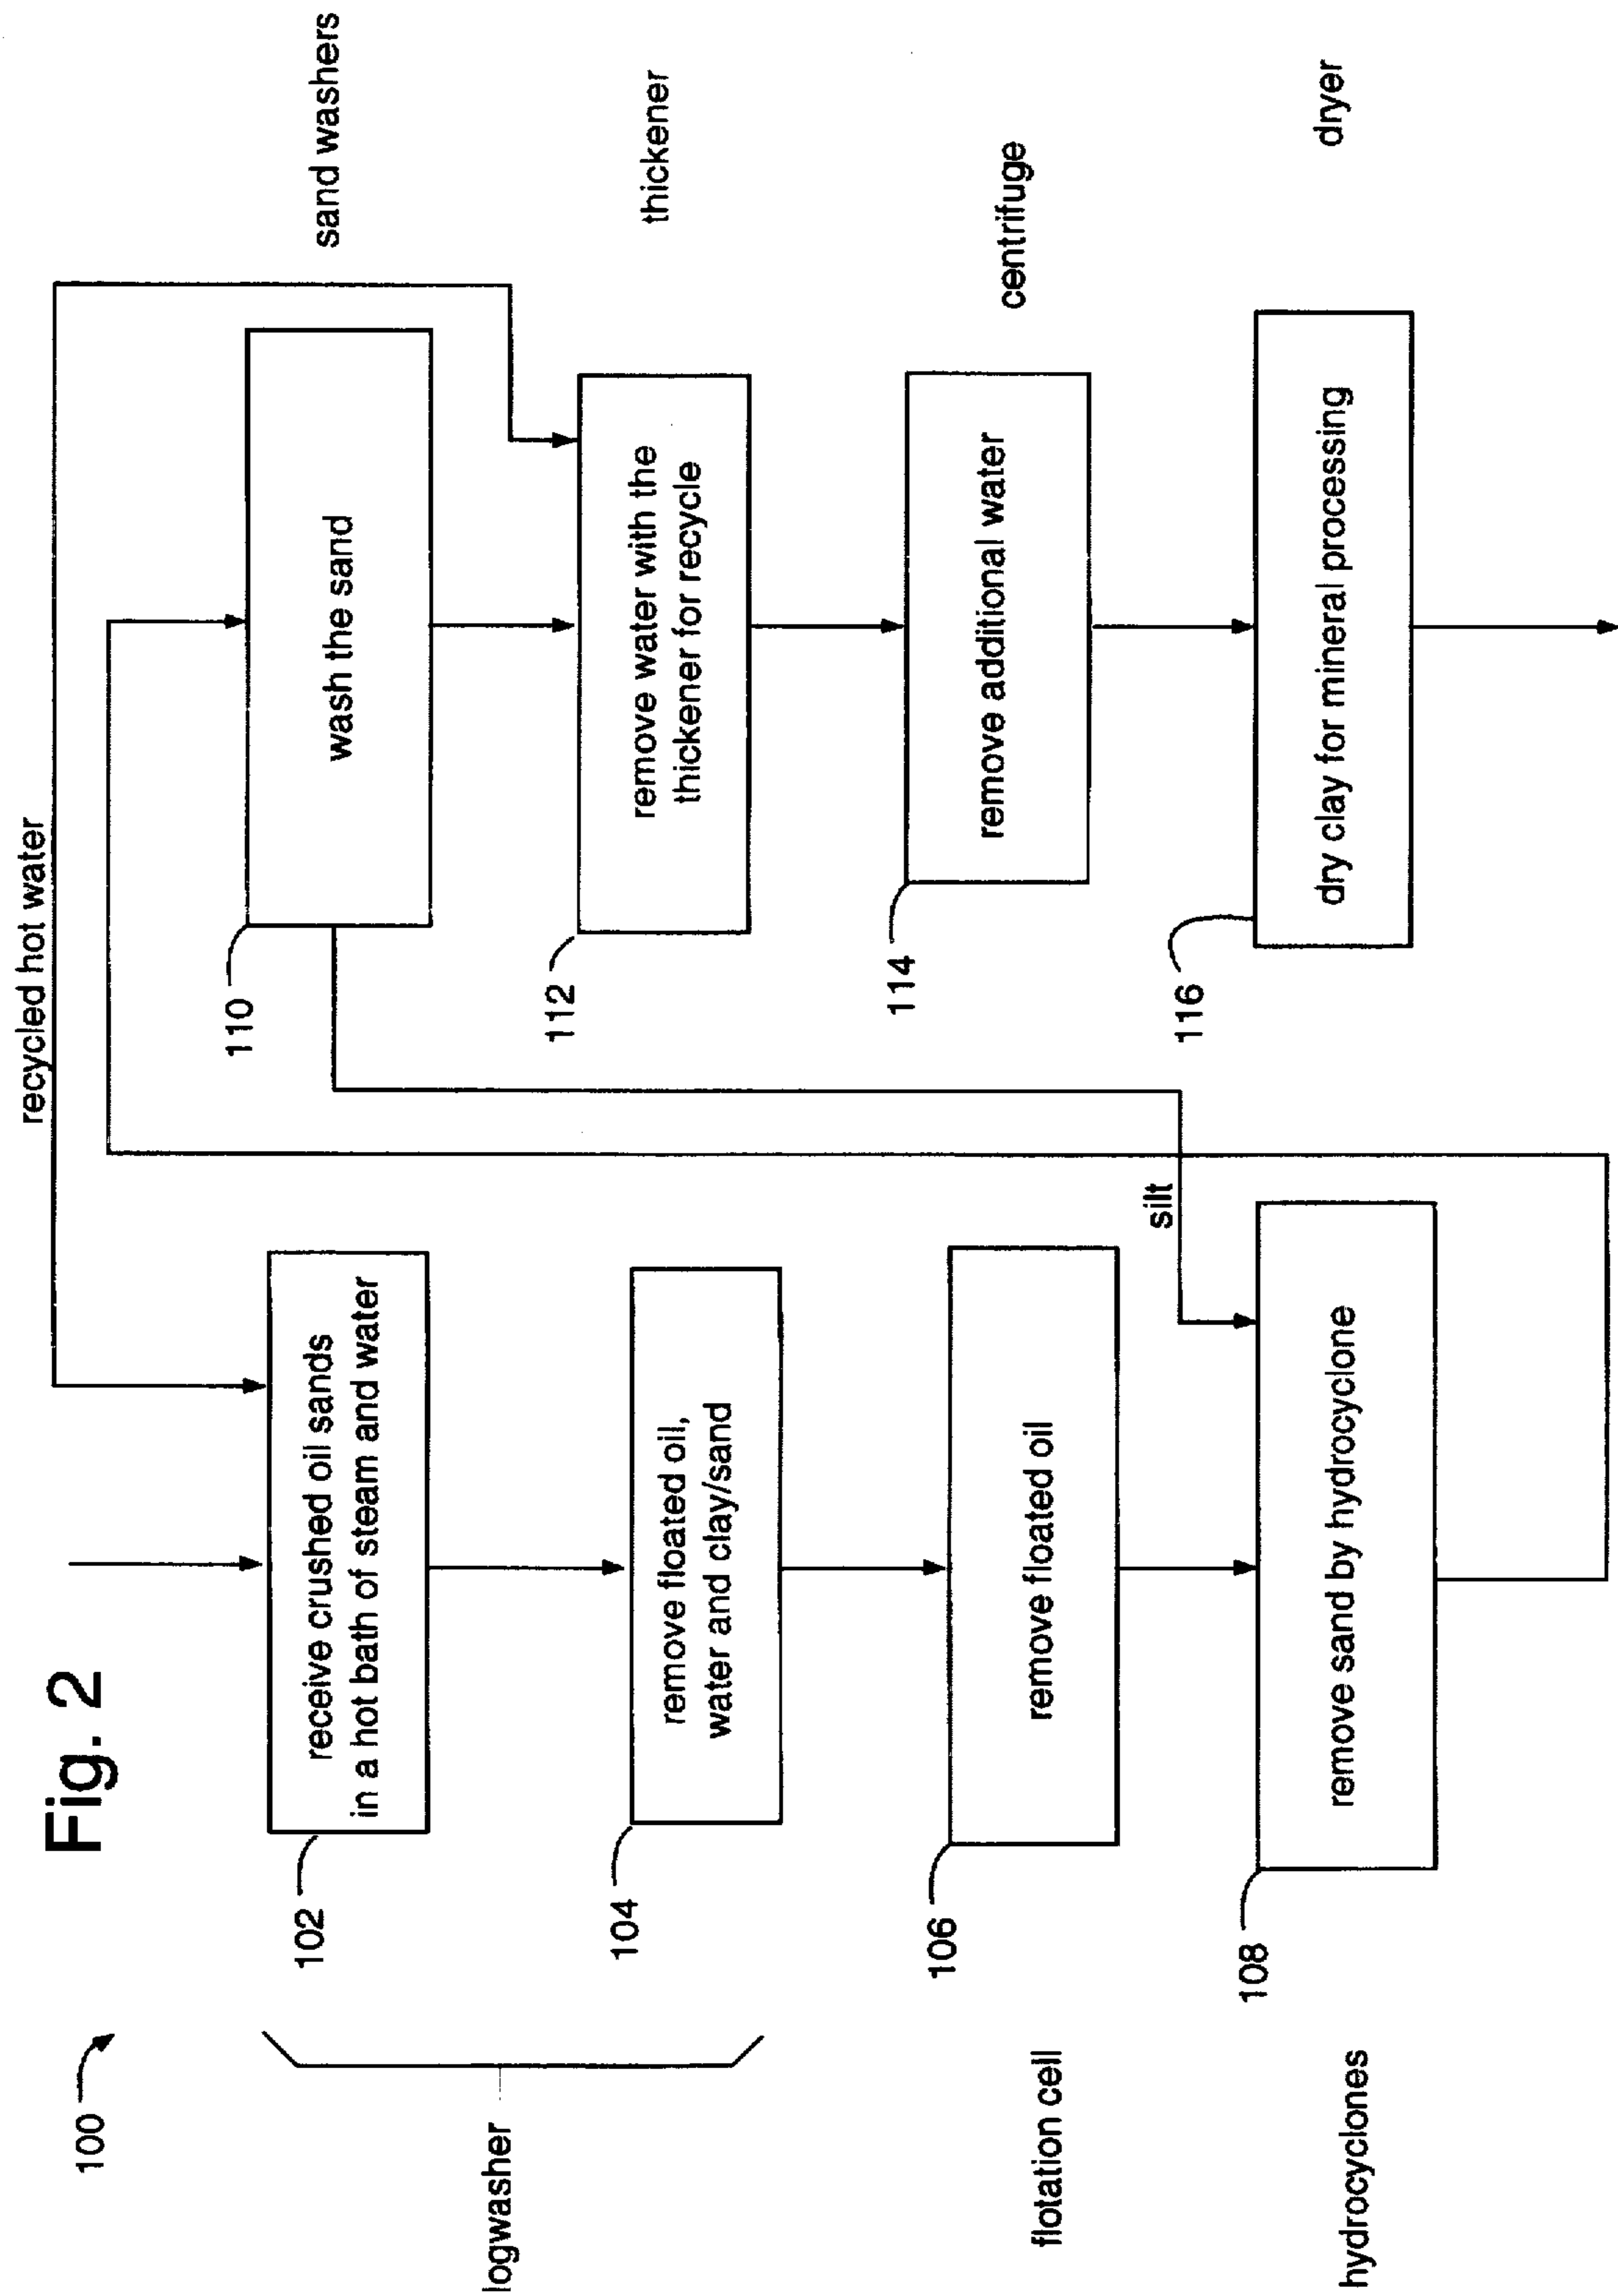 Fig. 2
100
recycled hot water
logwasher
102
receive crushed oil sands
in a hot bath of steam and water
104
remove floated oil,
water and clay/sand
flotation cell
106
remove floated oil
silt
hydrocyclones
108
remove sand by hydrocyclone
110
wash the sand
sand washers
112
remove water with the
thickener for recycle
thickener
114
remove additional water
centrifuge
116
dry clay for mineral processing
dryer